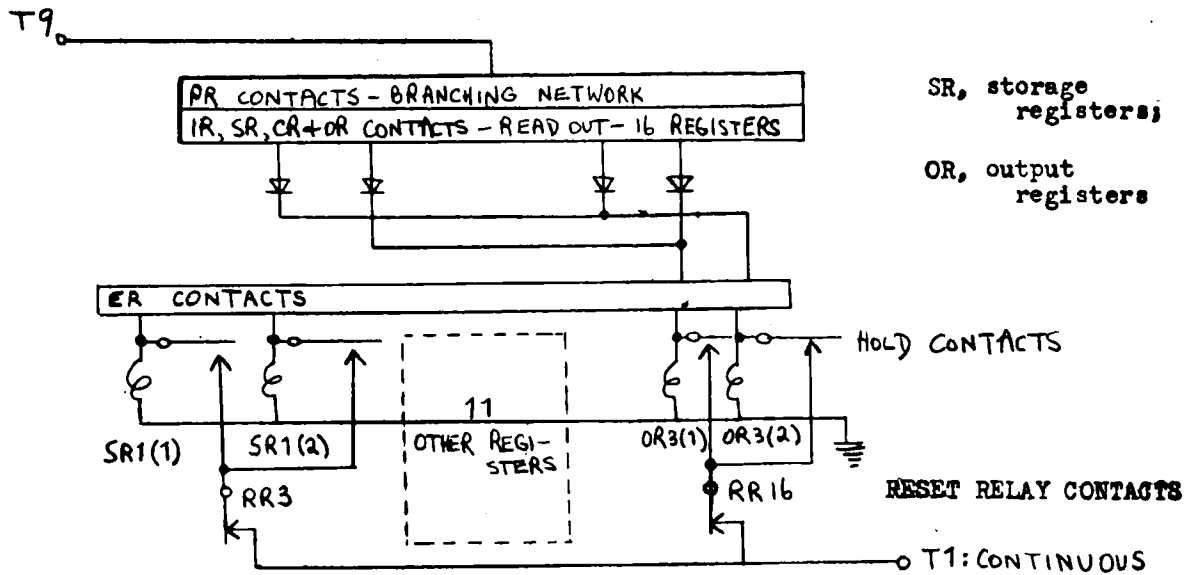 T9
PR CONTACTS - BRANCHING NETWORK
IR, SR, CR+OR CONTACTS - READ OUT - 16 REGISTERS
SR, storage
registers;
OR, output
registers
ER CONTACTS
HOLD CONTACTS
SR1(1)
SR1(2)
11
OTHER REGI-
STERS
OR3(1)
OR3(2)
RR3
RR16
RESET RELAY CONTACTS
T1: CONTINUOUS